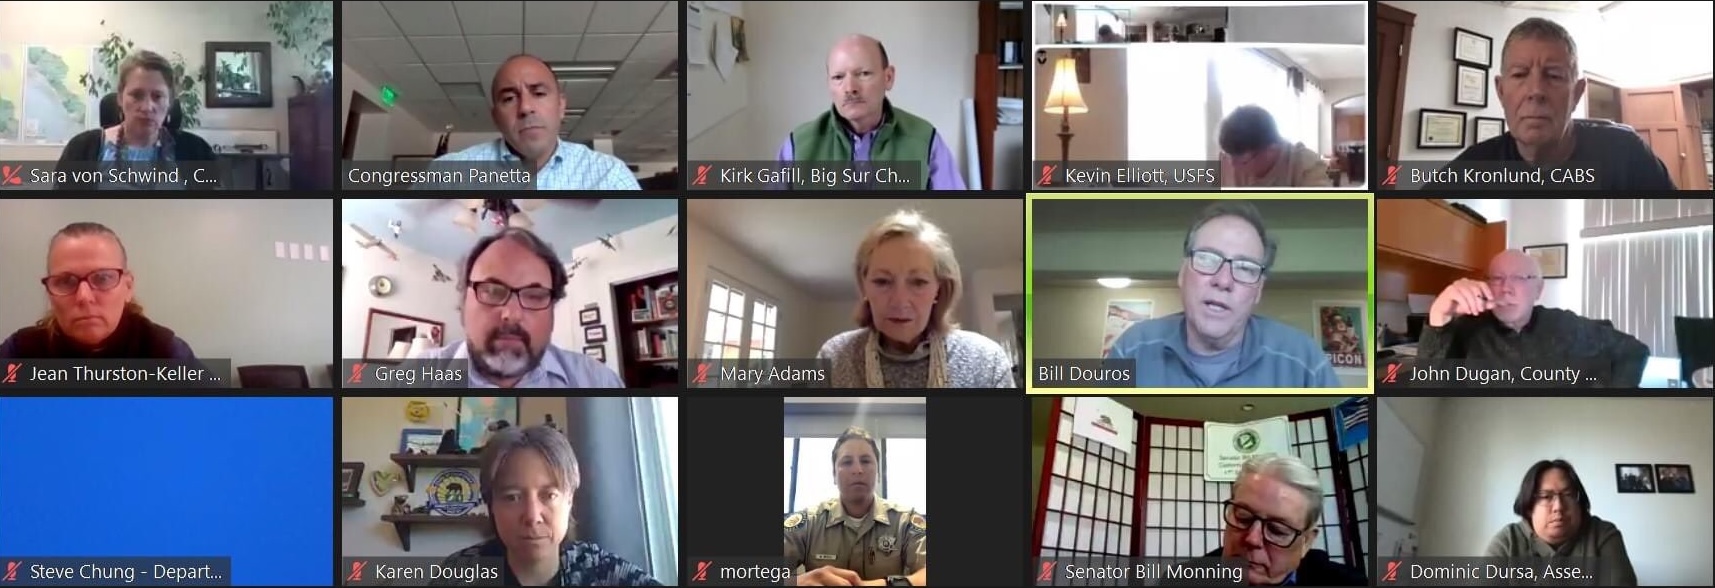 Sara von Schwind , C...
Congressman Panetta
Kirk Gafill, Big Sur Ch...
Kevin Elliott, USFS
Butch Kronlund, CABS
Jean Thurston-Keller ...
Greg Haas
Mary Adams
Bill Douros
PICON
John Dugan, County ...
Steve Chung - Depart...
Karen Douglas
mortega
Senator Bill Monning
Dominic Dursa, Asse...